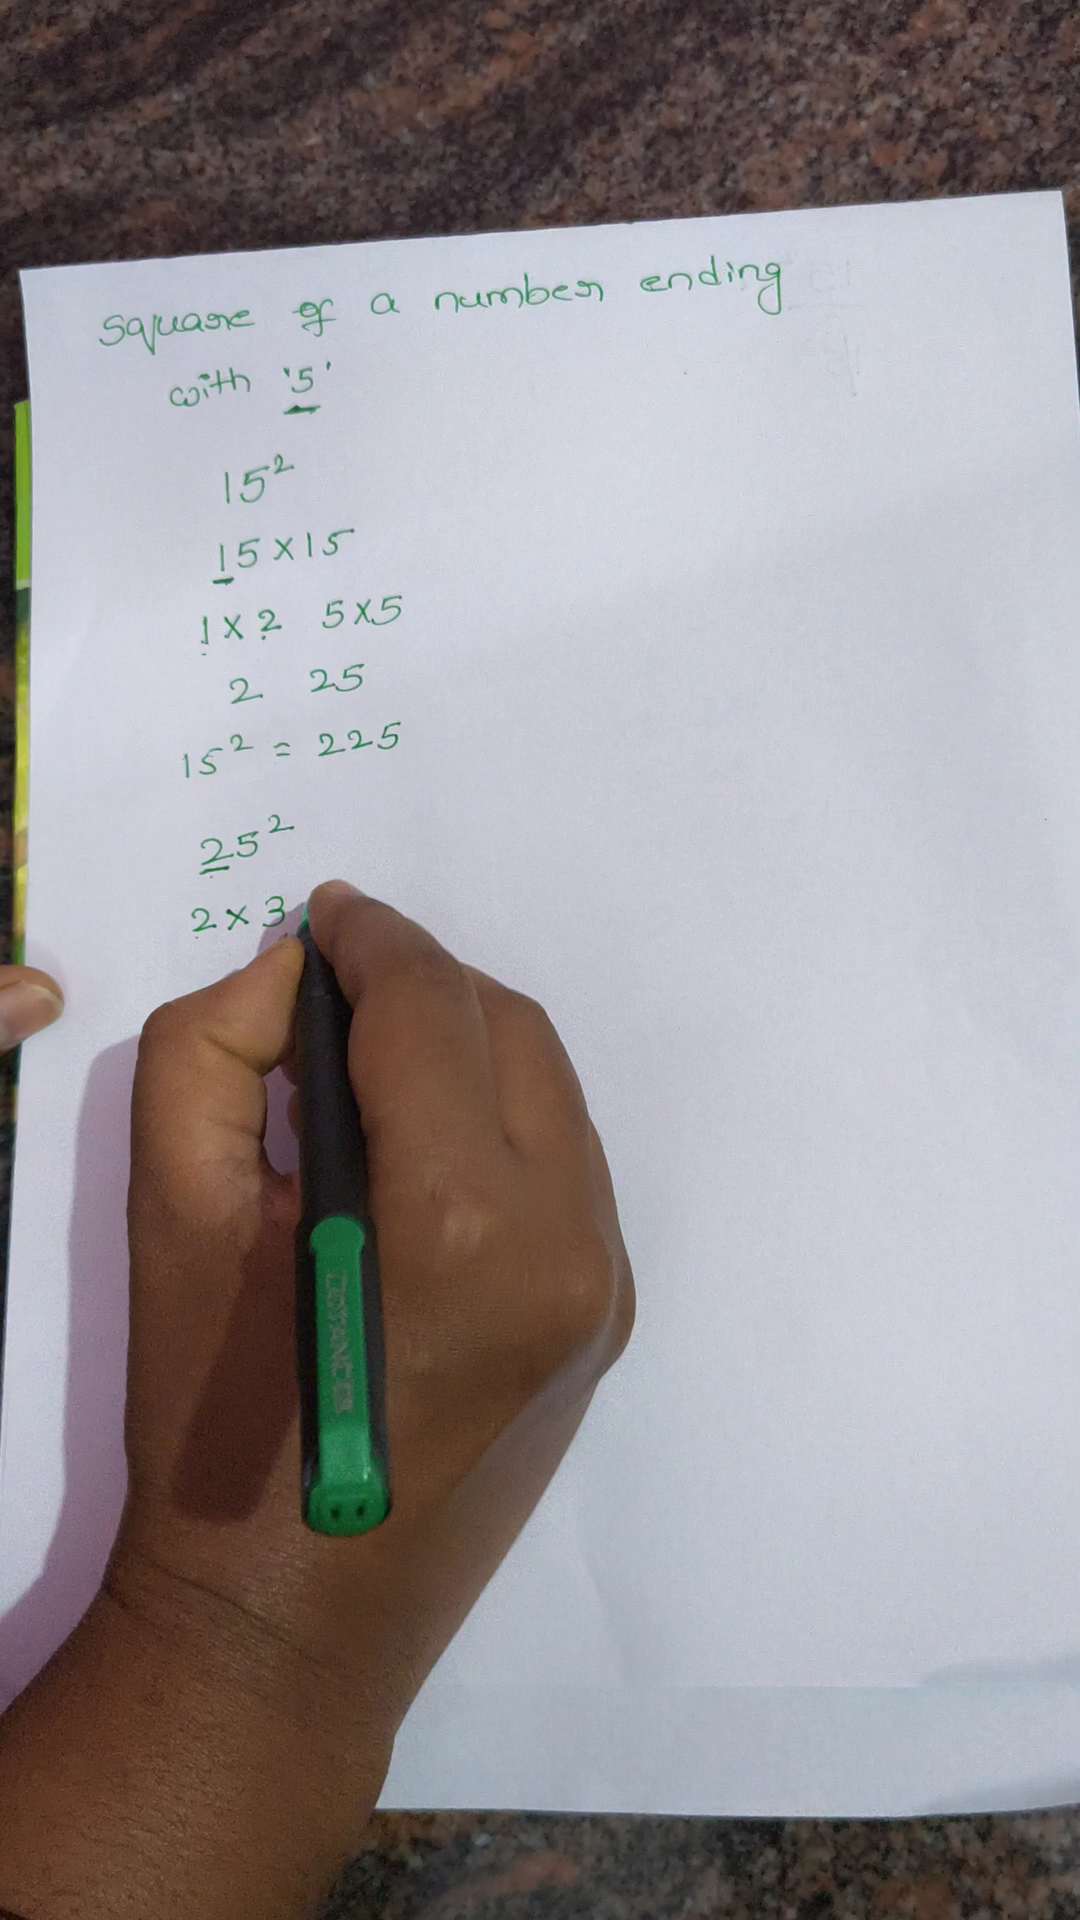 square of a number ending
with '5'
15²
15×15
1×2 5×5
2 25
15² = 225
25²
2×3